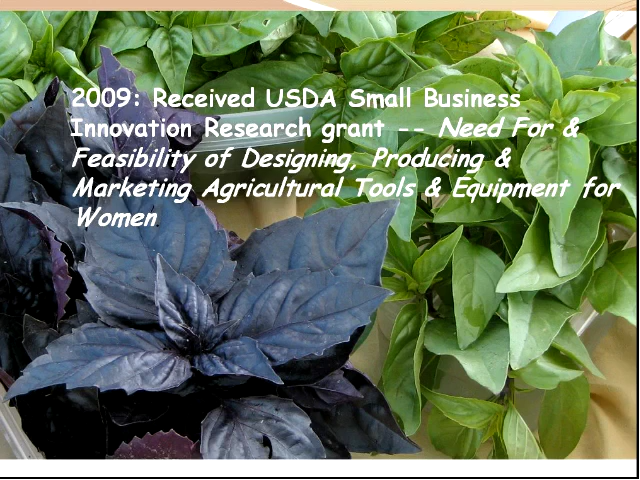 2009: Received USDA Small Business
Innovation Research grant -- Need For &
Feasibility of Designing, Producing &
Marketing Agricultural Tools & Equipment for
Women.